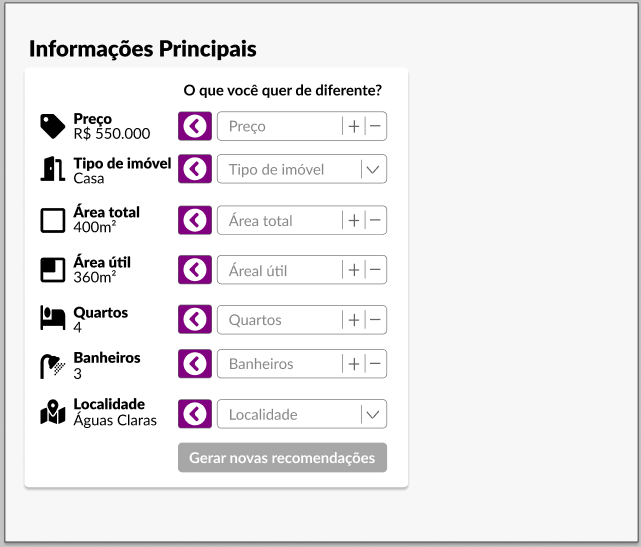 Informações Principais
O que você quer de diferente?
Preço
R$ 550.000
Preço
Tipo de imóvel
Casa
Tipo de imóvel
Área total
400m²
Área total
Área útil
360m²
Áreal útil
Quartos
4
Quartos
Banheiros
3
Banheiros
Localidade
Águas Claras
Localidade
Gerar novas recomendações